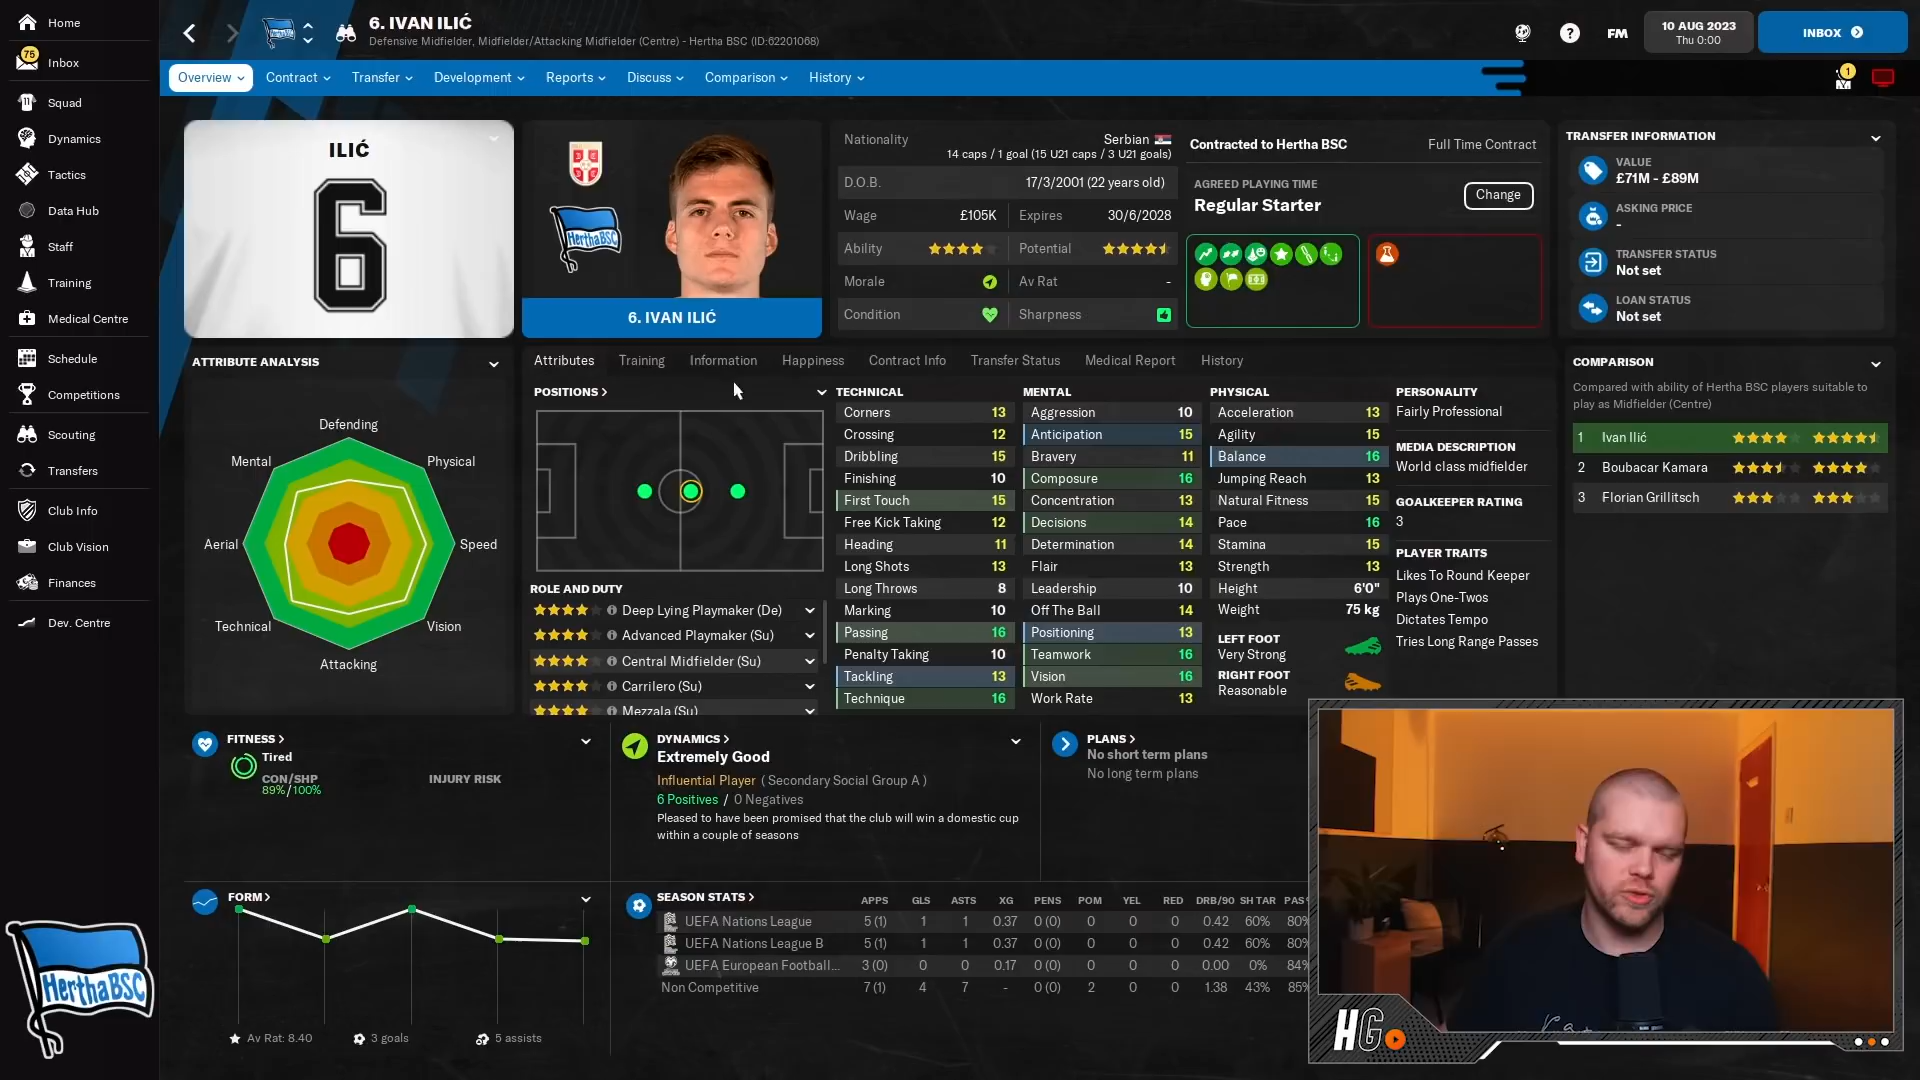 Home
75
Inbox
Squad
Dynamics
Tactics
Data Hub
Staff
Training
Medical Centre
Schedule
Competitions
Scouting
Transfers
Club Info
Club Vision
Finances
Dev. Centre
HerthaBSC
6. IVAN ILIĆ
Defensive Midfielder, Midfielder/Attacking Midfielder (Centre) - Hertha BSC (ID:62201068)
FM
10 AUG 2023
Thu 0:00
INBOX
Overview Contract Transfer Development Reports Discuss Comparison History
1
ILIĆ
6
HerthaBSC
6. IVAN ILIĆ
Nationality Serbian
14 caps / 1 goal (15 U21 caps / 3 U21 goals)
D.O.B. 17/3/2001 (22 years old)
Wage £105K Expires 30/6/2028
Ability Potential
Morale Av Rat -
Condition Sharpness
Contracted to Hertha BSC Full Time Contract
AGREED PLAYING TIME
Regular Starter
Change
TRANSFER INFORMATION
VALUE
£71M - £89M
ASKING PRICE
-
TRANSFER STATUS
Not set
LOAN STATUS
Not set
ATTRIBUTE ANALYSIS
Defending
Mental Physical
Aerial Speed
Technical Vision
Attacking
Attributes Training Information Happiness Contract Info Transfer Status Medical Report History
POSITIONS
ROLE AND DUTY
Deep Lying Playmaker (De)
Advanced Playmaker (Su)
Central Midfielder (Su)
Carrilero (Su)
Mezzala (Su)
TECHNICAL
Corners 13
Crossing 12
Dribbling 15
Finishing 10
First Touch 15
Free Kick Taking 12
Heading 11
Long Shots 13
Long Throws 8
Marking 10
Passing 16
Penalty Taking 10
Tackling 13
Technique 16
MENTAL
Aggression 10
Anticipation 15
Bravery 11
Composure 16
Concentration 13
Decisions 14
Determination 14
Flair 13
Leadership 10
Off The Ball 14
Positioning 13
Teamwork 16
Vision 16
Work Rate 13
PHYSICAL
Acceleration 13
Agility 15
Balance 16
Jumping Reach 13
Natural Fitness 15
Pace 16
Stamina 15
Strength 13
Height 6'0"
Weight 75 kg
LEFT FOOT
Very Strong
RIGHT FOOT
Reasonable
PERSONALITY
Fairly Professional
MEDIA DESCRIPTION
World class midfielder
GOALKEEPER RATING
3
PLAYER TRAITS
Likes To Round Keeper
Plays One-Twos
Dictates Tempo
Tries Long Range Passes
COMPARISON
Compared with ability of Hertha BSC players suitable to
play as Midfielder (Centre)
1 Ivan Ilić
2 Boubacar Kamara
3 Florian Grillitsch
FITNESS
Tired
CON/SHP
89%/100%
INJURY RISK
DYNAMICS
Extremely Good
Influential Player (Secondary Social Group A)
6 Positives / 0 Negatives
Pleased to have been promised that the club will win a domestic cup
within a couple of seasons
PLANS
No short term plans
No long term plans
FORM
Av Rat: 8.40 3 goals 5 assists
SEASON STATS APPS GLS ASTS XG PENS POM YEL RED DRB/90 SH TAR
UEFA Nations League 5 (1) 1 1 0.37 0 (0) 0 0 0 0.42 60% 80%
UEFA Nations League B 5 (1) 1 1 0.37 0 (0) 0 0 0 0.42 60% 80%
UEFA European Football... 3 (0) 0 0 0.17 0 (0) 0 0 0 0.00 0% 84%
Non Competitive 7 (1) 4 7 - 0 (0) 2 0 0 1.38 43% 85%
HG